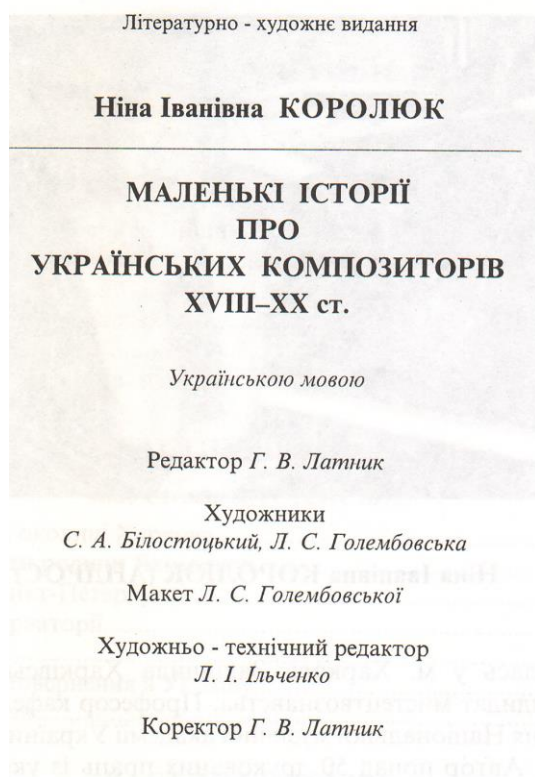 Літературно - художнє видання
Ніна Іванівна КОРОЛЮК
МАЛЕНЬКІ ІСТОРІЇ
ПРО
УКРАЇНСЬКИХ КОМПОЗИТОРІВ
XVIII–XX ст.
Українською мовою
Редактор Г. В. Латник
Художники
С. А. Білостоцький, Л. С. Голембовська
Макет Л. С. Голембовської
Художньо - технічний редактор
Л. І. Ільченко
Коректор Г. В. Латник